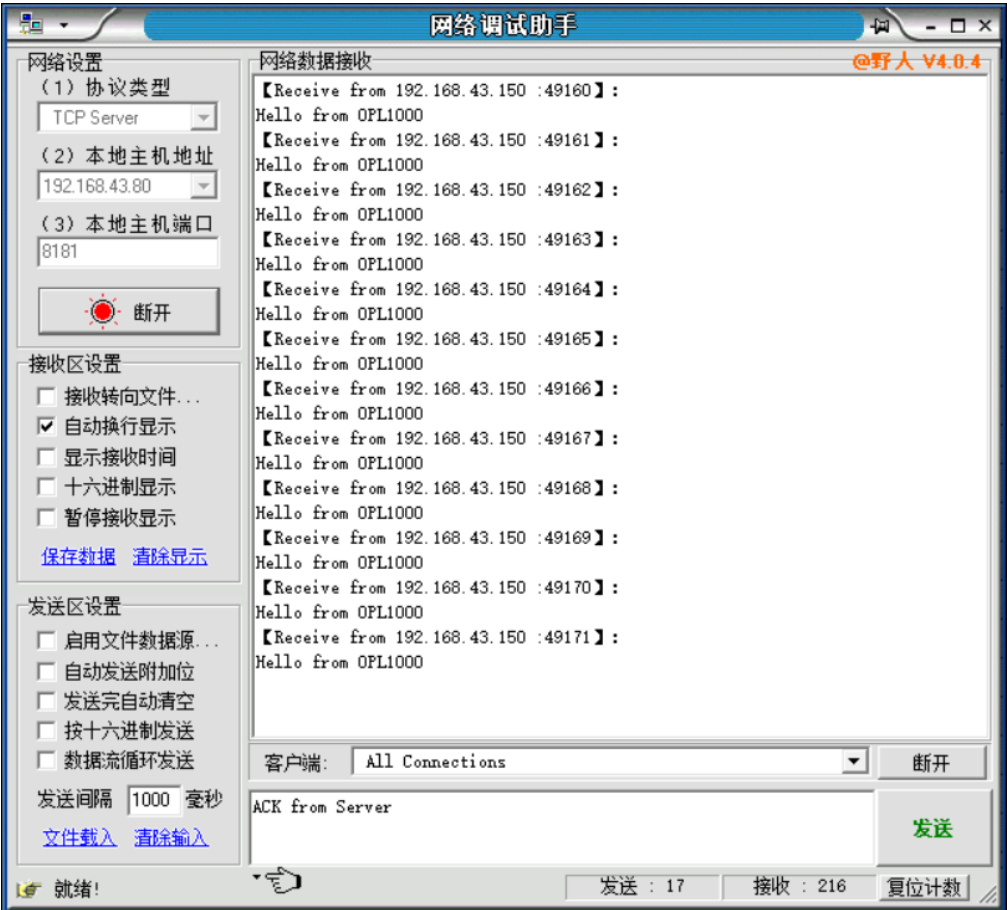 网络调试助手
网络设置
(1) 协议类型
TCP Server
(2) 本地主机地址
192.168.43.80
(3) 本地主机端口
8181
断开
接收区设置
接收转向文件...
自动换行显示
显示接收时间
十六进制显示
暂停接收显示
保存数据 清除显示
发送区设置
启用文件数据源...
自动发送附加位
发送完自动清空
按十六进制发送
数据流循环发送
发送间隔 1000 毫秒
文件载入 清除输入
网络数据接收
@野人 V4.0.4
【Receive from 192.168.43.150 :49160】:
Hello from OPL1000
【Receive from 192.168.43.150 :49161】:
Hello from OPL1000
【Receive from 192.168.43.150 :49162】:
Hello from OPL1000
【Receive from 192.168.43.150 :49163】:
Hello from OPL1000
【Receive from 192.168.43.150 :49164】:
Hello from OPL1000
【Receive from 192.168.43.150 :49165】:
Hello from OPL1000
【Receive from 192.168.43.150 :49166】:
Hello from OPL1000
【Receive from 192.168.43.150 :49167】:
Hello from OPL1000
【Receive from 192.168.43.150 :49168】:
Hello from OPL1000
【Receive from 192.168.43.150 :49169】:
Hello from OPL1000
【Receive from 192.168.43.150 :49170】:
Hello from OPL1000
【Receive from 192.168.43.150 :49171】:
Hello from OPL1000
客户端: All Connections 断开
ACK from Server
发送
就绪!
发送 : 17 接收 : 216 复位计数